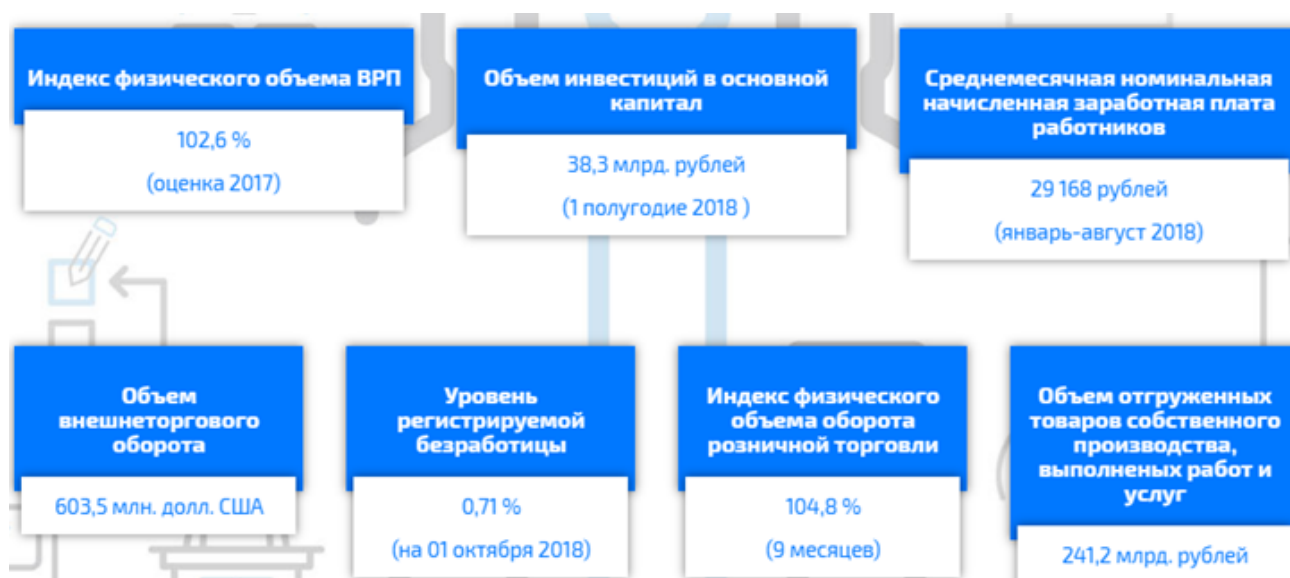 Индекс физического объема ВРП
102,6 %
(оценка 2017)
Объем инвестиций в основной
капитал
38,3 млрд. рублей
(1 полугодие 2018 )
Среднемесячная номинальная
начисленная заработная плата
работников
29 168 рублей
(январь-август 2018)
Объем
внешнеторгового
оборота
603,5 млн. долл. США
Уровень
регистрируемой
безработицы
0,71 %
(на 01 октября 2018)
Индекс физического
объема оборота
розничной торговли
104,8 %
(9 месяцев)
Объем отгруженных
товаров собственного
производства,
выполненых работ и
услуг
241,2 млрд. рублей